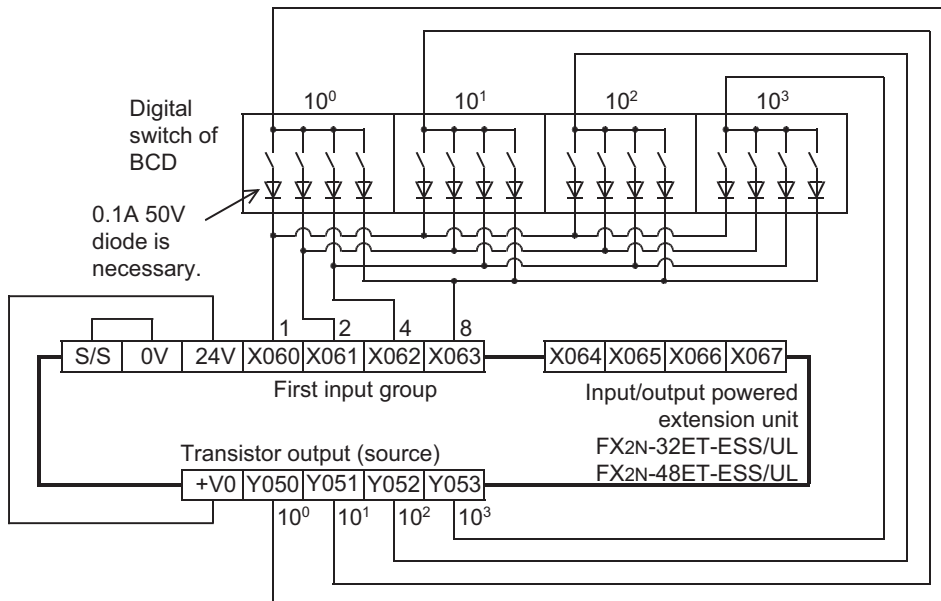 10⁰ 10¹ 10² 10³
Digital
switch of
BCD
0.1A 50V
diode is
necessary.
1 2 4 8
S/S 0V 24V X060 X061 X062 X063 X064 X065 X066 X067
First input group
Input/output powered
extension unit
FX2N-32ET-ESS/UL
FX2N-48ET-ESS/UL
Transistor output (source)
+V0 Y050 Y051 Y052 Y053
10⁰ 10¹ 10² 10³